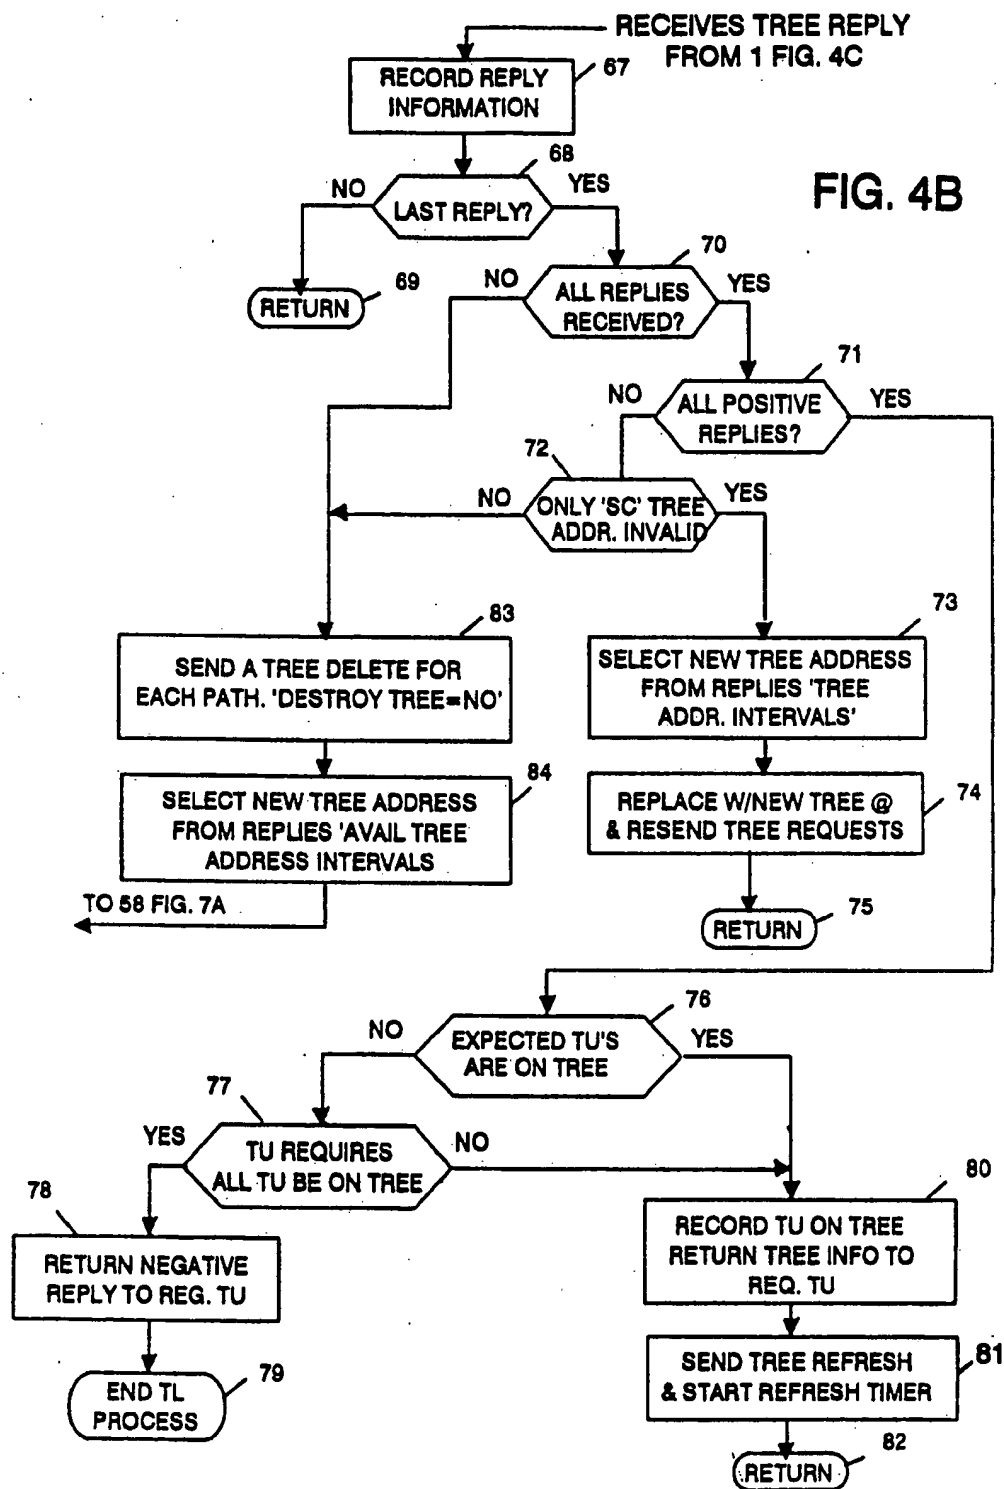 RECEIVES TREE REPLY
FROM 1 FIG. 4C
67
RECORD REPLY
INFORMATION
68
NO
YES
LAST REPLY?
FIG. 4B
69
RETURN
70
NO
YES
ALL REPLIES
RECEIVED?
71
NO
YES
ALL POSITIVE
REPLIES?
72
NO
YES
ONLY 'SC' TREE
ADDR. INVALID
83
SEND A TREE DELETE FOR
EACH PATH. 'DESTROY TREE=NO'
73
SELECT NEW TREE ADDRESS
FROM REPLIES 'TREE
ADDR. INTERVALS'
84
SELECT NEW TREE ADDRESS
FROM REPLIES 'AVAIL TREE
ADDRESS INTERVALS
74
REPLACE W/NEW TREE @
& RESEND TREE REQUESTS
TO 58 FIG. 7A
75
RETURN
76
NO
YES
EXPECTED TU'S
ARE ON TREE
77
YES
NO
TU REQUIRES
ALL TU BE ON TREE
78
RETURN NEGATIVE
REPLY TO REG. TU
80
RECORD TU ON TREE
RETURN TREE INFO TO
REQ. TU
79
END TL
PROCESS
81
SEND TREE REFRESH
& START REFRESH TIMER
82
RETURN